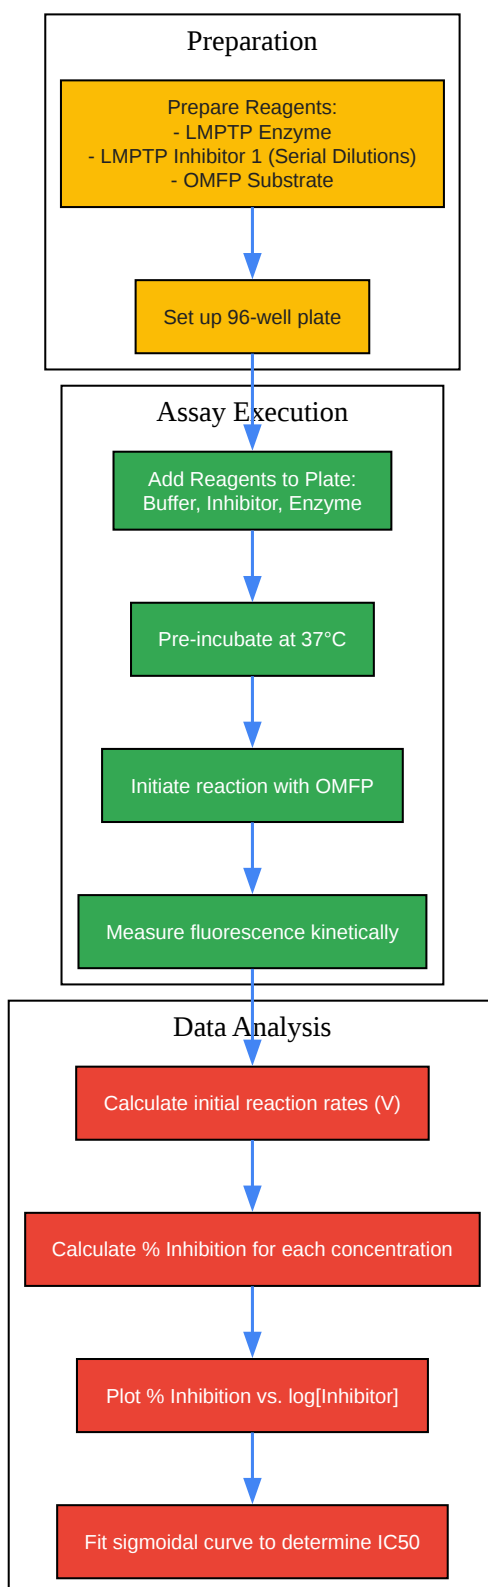 Preparation
Prepare Reagents:
- LMPTP Enzyme
- LMPTP Inhibitor 1 (Serial Dilutions)
- OMFP Substrate
Set up 96-well plate
Assay Execution
Add Reagents to Plate:
Buffer, Inhibitor, Enzyme
Pre-incubate at 37°C
Initiate reaction with OMFP
Measure fluorescence kinetically
Data Analysis
Calculate initial reaction rates (V)
Calculate % Inhibition for each concentration
Plot % Inhibition vs. log[Inhibitor]
Fit sigmoidal curve to determine IC50